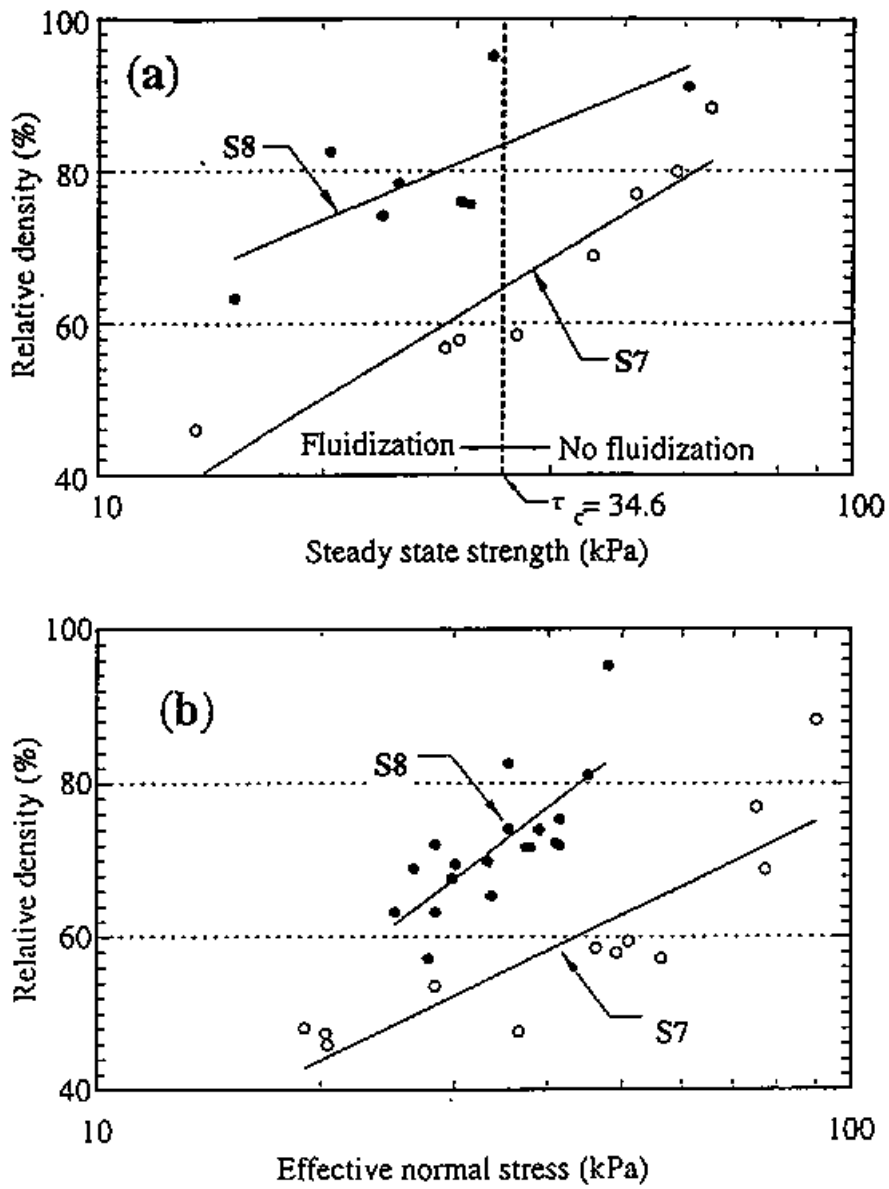 100
(a)
S8
80
Relative density (%)
60
S7
Fluidization
No fluidization
40
10
τc= 34.6
100
Steady state strength (kPa)
100
(b)
S8
80
Relative density (%)
60
S7
40
10
100
Effective normal stress (kPa)